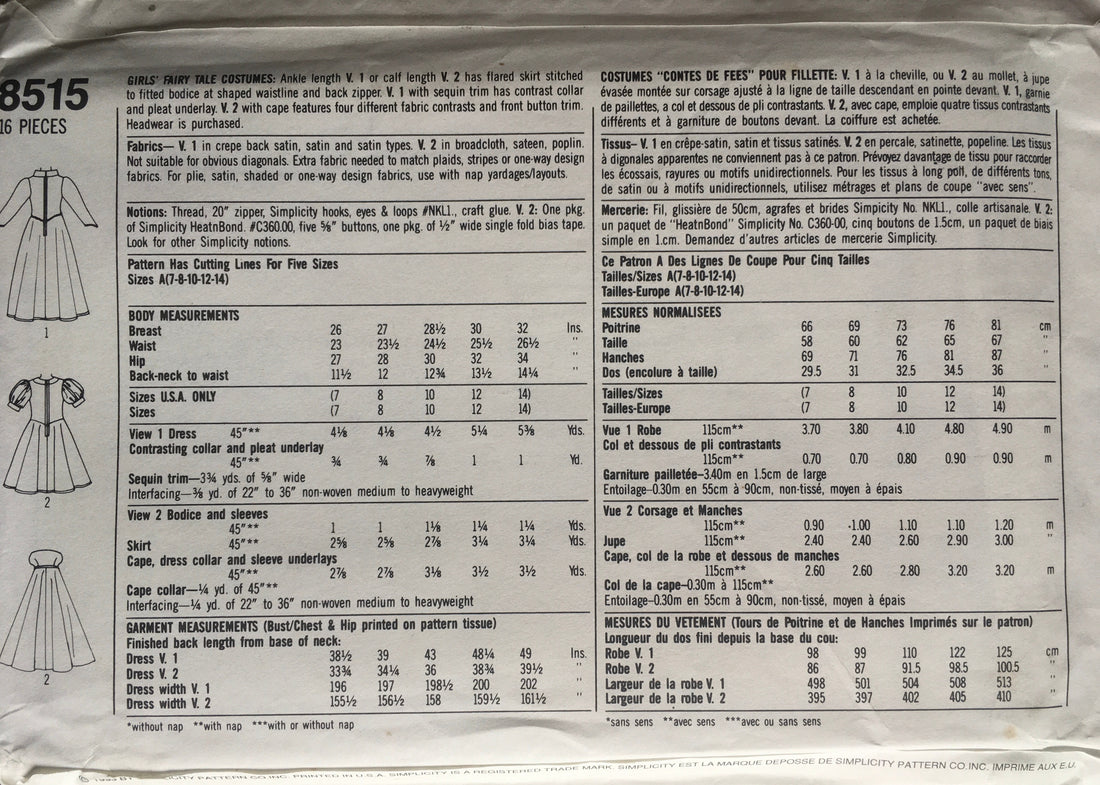 8515
16 PIECES
1
2
2
GIRLS' FAIRY TALE COSTUMES: Ankle length V. 1 or calf length V. 2 has flared skirt stitched
to fitted bodice at shaped waistline and back zipper. V. 1 with sequin trim has contrast collar
and pleat underlay. V. 2 with cape features four different fabric contrasts and front button trim.
Headwear is purchased.
Fabrics— V. 1 in crepe back satin, satin and satin types. V. 2 in broadcloth, sateen, poplin.
Not suitable for obvious diagonals. Extra fabric needed to match plaids, stripes or one-way design
fabrics. For plie, satin, shaded or one-way design fabrics, use with nap yardages/layouts.
Notions: Thread, 20" zipper, Simplicity hooks, eyes & loops #NKL1., craft glue. V. 2: One pkg.
of Simplicity HeatnBond. #C360.00, five ⅝" buttons, one pkg. of ½" wide single fold bias tape.
Look for other Simplicity notions.
Pattern Has Cutting Lines For Five Sizes
Sizes A(7-8-10-12-14)
BODY MEASUREMENTS
Breast 26 27 28½ 30 32 Ins.
Waist 23 23½ 24½ 25½ 26½ "
Hip 27 28 30 32 34 "
Back-neck to waist 11½ 12 12¾ 13½ 14¼ "
Sizes U.S.A. ONLY (7 8 10 12 14)
Sizes (7 8 10 12 14)
View 1 Dress 45"** 4⅛ 4⅛ 4½ 5¼ 5⅜ Yds.
Contrasting collar and pleat underlay
45"** ¾ ¾ ⅞ 1 1 Yd.
Sequin trim—3¾ yds. of ⅝" wide
Interfacing—⅜ yd. of 22" to 36" non-woven medium to heavyweight
View 2 Bodice and sleeves
45"** 1 1 1⅛ 1¼ 1¼ Yds.
Skirt 45"** 2⅝ 2⅝ 2⅞ 3¼ 3¼ Yds.
Cape, dress collar and sleeve underlays
45"** 2⅞ 2⅞ 3⅛ 3½ 3½ Yds.
Cape collar—¼ yd. of 45"**
Interfacing—¼ yd. of 22" to 36" non-woven medium to heavyweight
GARMENT MEASUREMENTS (Bust/Chest & Hip printed on pattern tissue)
Finished back length from base of neck:
Dress V. 1 38½ 39 43 48¼ 49 Ins.
Dress V. 2 33¾ 34¼ 36 38¾ 39½ "
Dress width V. 1 196 197 198½ 200 202 "
Dress width V. 2 155½ 156½ 158 159½ 161½ "
*without nap **with nap ***with or without nap
COSTUMES "CONTES DE FEES" POUR FILLETTE: V. 1 à la cheville, ou V. 2 au mollet, à jupe
évasée montée sur corsage ajusté à la ligne de taille descendant en pointe devant. V. 1, garnie
de paillettes, a col et dessous de pli contrastants. V. 2, avec cape, emploie quatre tissus contrastants
différents et à garniture de boutons devant. La coiffure est achetée.
Tissus— V. 1 en crêpe-satin, satin et tissus satinés. V. 2 en percale, satinette, popeline. Les tissus
à digonales apparentes ne conviennent pas à ce patron. Prévoyez davantage de tissu pour raccorder
les écossais, rayures ou motifs unidirectionnels. Pour les tissus à long poil, de différents tons,
de satin ou à motifs unidirectionnels, utilisez métrages et plans de coupe "avec sens".
Mercerie: Fil, glissière de 50cm, agrafes et brides Simpicity No. NKL1., colle artisanale. V. 2:
un paquet de "HeatnBond" Simplicity No. C360-00, cinq boutons de 1.5cm, un paquet de biais
simple en 1.cm. Demandez d'autres articles de mercerie Simplicity.
Ce Patron A Des Lignes De Coupe Pour Cinq Tailles
Tailles/Sizes A(7-8-10-12-14)
Tailles-Europe A(7-8-10-12-14)
MESURES NORMALISEES
Poitrine 66 69 73 76 81 cm
Taille 58 60 62 65 67 "
Hanches 69 71 76 81 87 "
Dos (encolure à taille) 29.5 31 32.5 34.5 36 "
Tailles/Sizes (7 8 10 12 14)
Tailles-Europe (7 8 10 12 14)
Vue 1 Robe 115cm** 3.70 3.80 4.10 4.80 4.90 m
Col et dessous de pli contrastants
115cm** 0.70 0.70 0.80 0.90 0.90 m
Garniture pailletée—3.40m en 1.5cm de large
Entoilage—0.30m en 55cm à 90cm, non-tissé, moyen à épais
Vue 2 Corsage et Manches
115cm** 0.90 1.00 1.10 1.10 1.20 m
Jupe 115cm** 2.40 2.40 2.60 2.90 3.00 "
Cape, col de la robe et dessous de manches
115cm** 2.60 2.60 2.80 3.20 3.20 m
Col de la cape—0.30m à 115cm**
Entoilage—0.30m en 55cm à 90cm, non-tissé, moyen à épais
MESURES DU VETEMENT (Tours de Poitrine et de Hanches Imprimés sur le patron)
Longueur du dos fini depuis la base du cou:
Robe V. 1 98 99 110 122 125 cm
Robe V. 2 86 87 91.5 98.5 100.5 "
Largeur de la robe V. 1 498 501 504 508 513 "
Largeur de la robe V. 2 395 397 402 405 410 "
*sans sens **avec sens ***avec ou sans sens
SIMPLICITY PATTERN CO.INC. PRINTED IN U.S.A. SIMPLICITY IS A REGISTERED TRADE MARK. SIMPLICITY EST LA MARQUE DEPOSSE DE SIMPLICITY PATTERN CO.INC. IMPRIME AUX E.U.